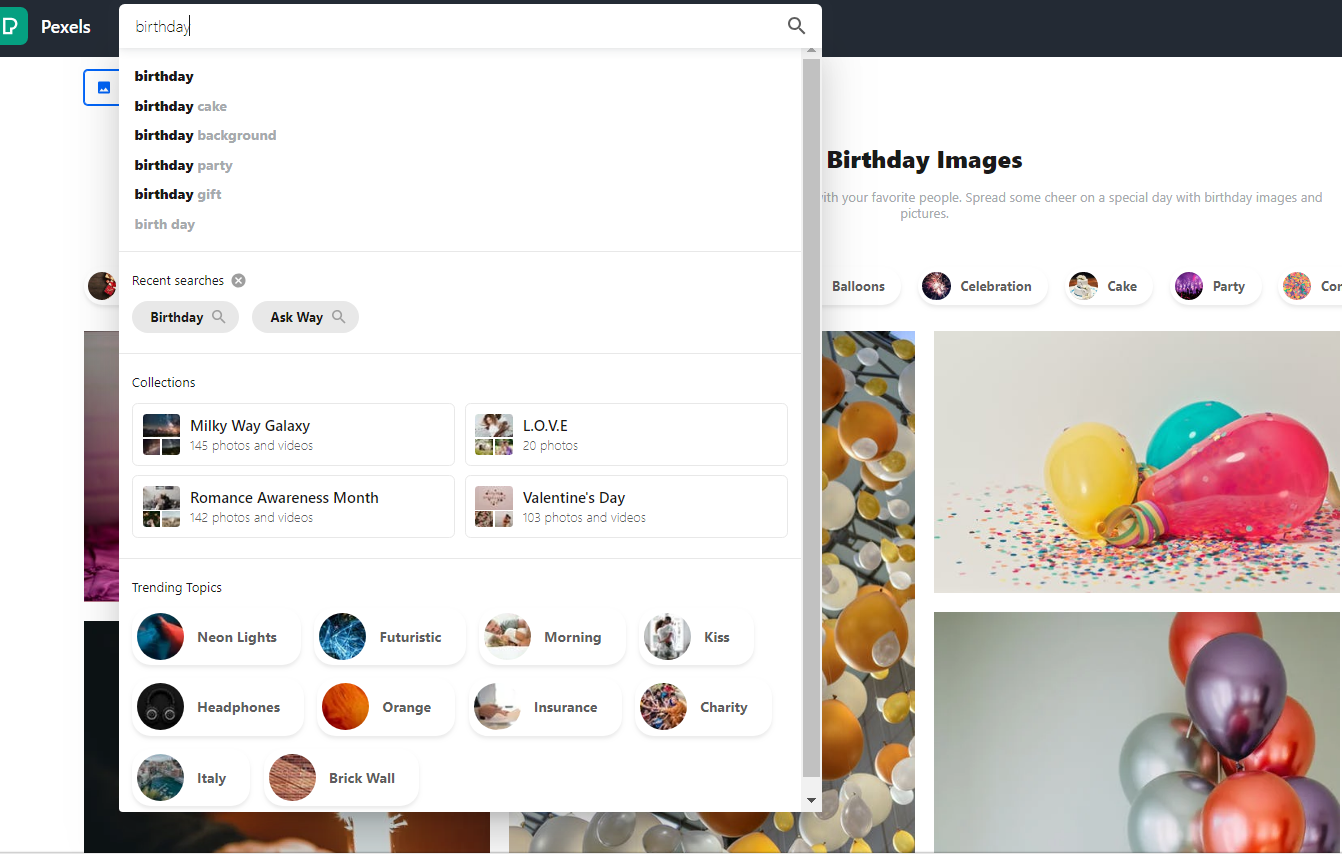 Pexels
birthday
birthday
birthday cake
birthday background
birthday party
birthday gift
birth day
Recent searches
Birthday
Ask Way
Collections
Milky Way Galaxy
145 photos and videos
L.O.V.E
20 photos
Romance Awareness Month
142 photos and videos
Valentine's Day
103 photos and videos
Trending Topics
Neon Lights
Futuristic
Morning
Kiss
Headphones
Orange
Insurance
Charity
Italy
Brick Wall
Birthday Images
with your favorite people. Spread some cheer on a special day with birthday images and
pictures.
Balloons
Celebration
Cake
Party